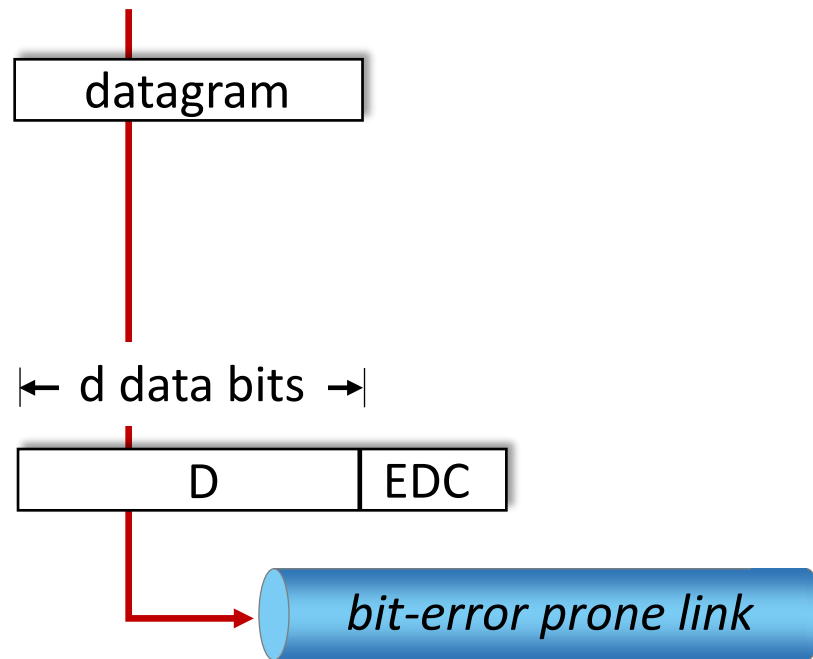 datagram
d data bits
D EDC
bit-error prone link